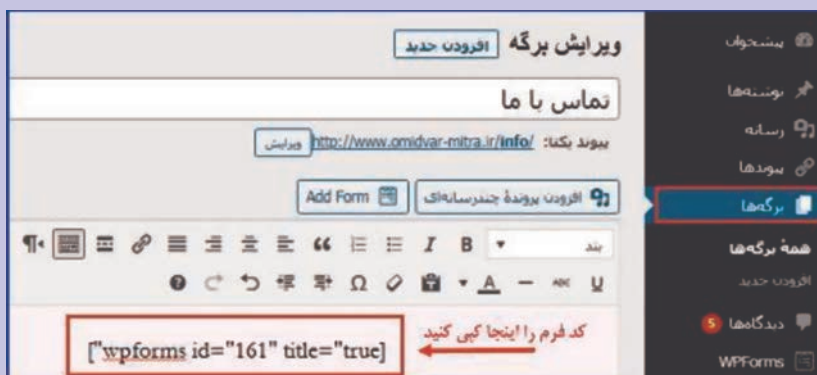 پیشخوان
نوشته‌ها
رسانه
پیوندها
برگه‌ها
همهٔ برگه‌ها
افزودن جدید
دیدگاه‌ها 5
WPForms
ویرایش برگه افزودن جدید
تماس با ما
پیوند یکتا: http://www.omidvar-mitra.ir/info/ ویرایش
افزودن پروندهٔ چندرسانه‌ای Add Form
بند B I
U ABC A Ω
کد فرم را اینجا کپی کنید
["wpforms id="161" title="true]